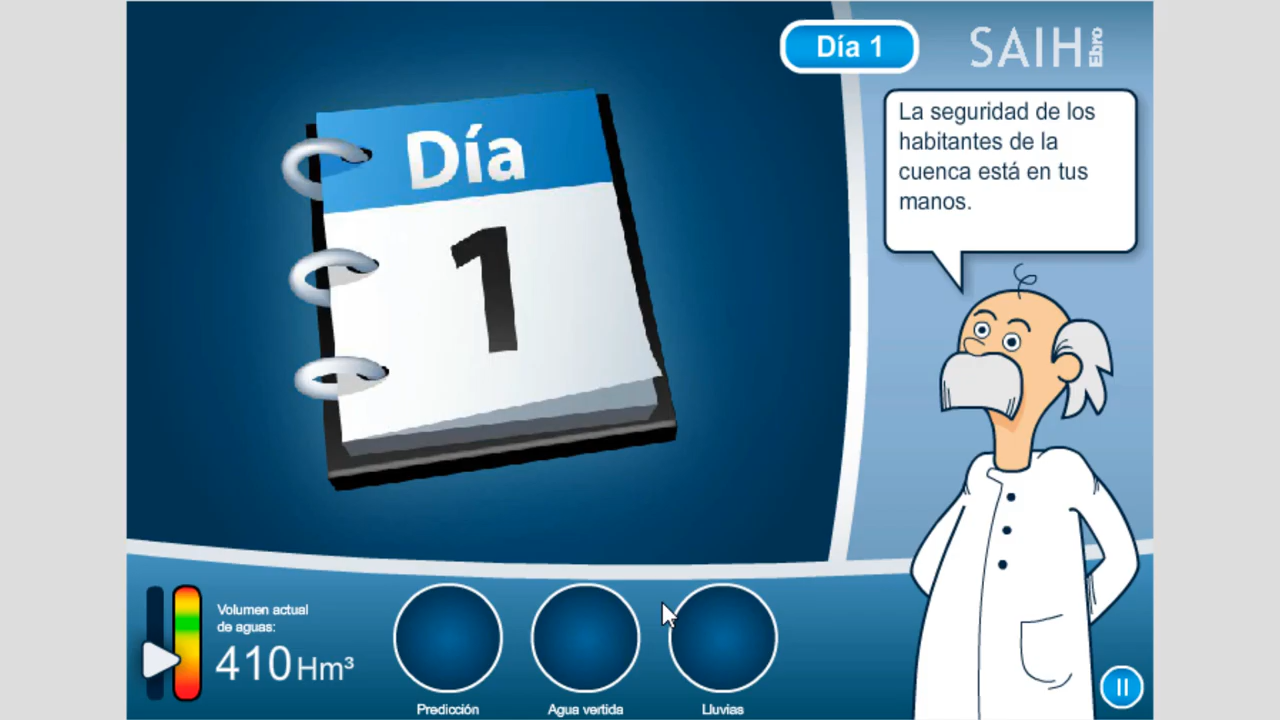 Día 1
SAIH Ebro
La seguridad de los
habitantes de la
cuenca está en tus
manos.
Día
1
Volumen actual
de aguas:
410 Hm³
Predicción
Agua vertida
Lluvias